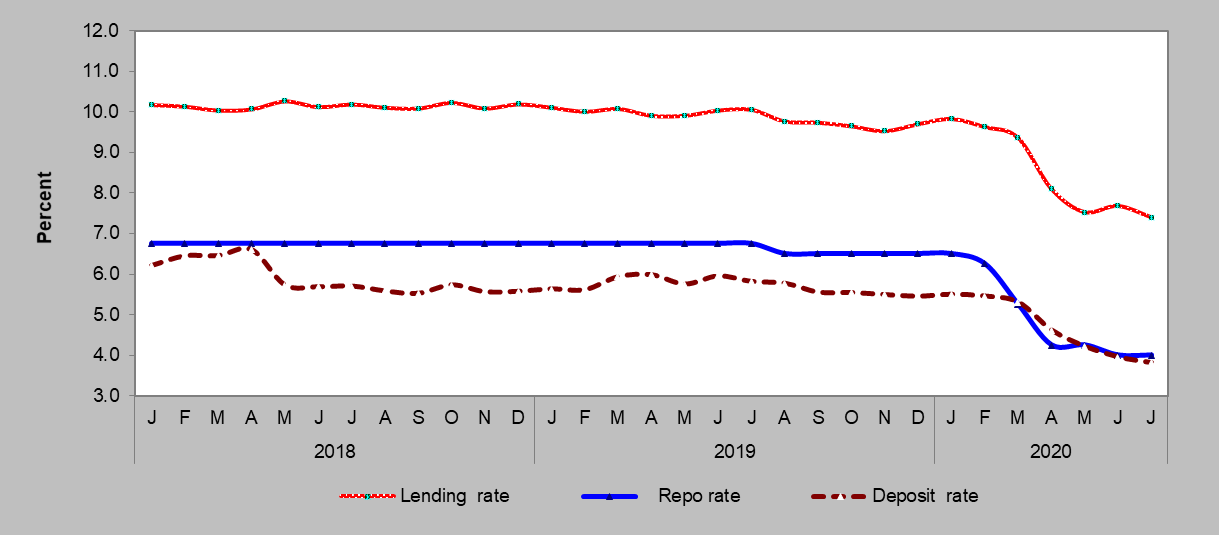 12.0
11.0
10.0
9.0
8.0
7.0
6.0
5.0
4.0
3.0
Percent
J F M A M J J A S O N D J F M A M J J A S O N D J F M A M J J
2018 2019 2020
Lending rate Repo rate Deposit rate